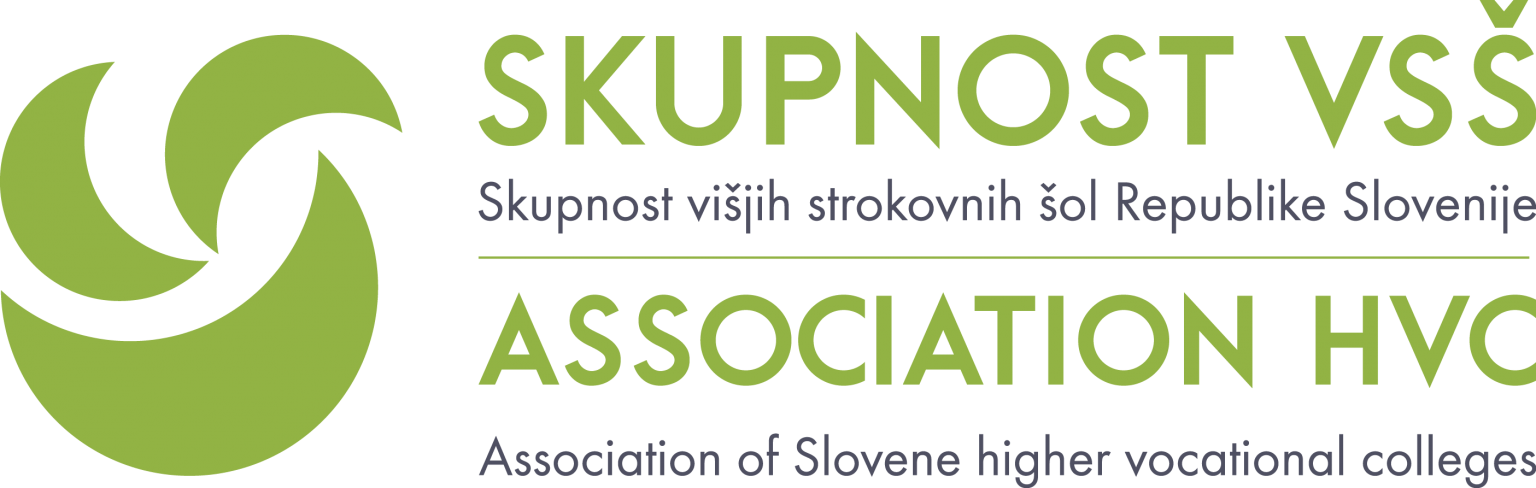 SKUPNOST VSŠ
Skupnost višjih strokovnih šol Republike Slovenije
ASSOCIATION HVC
Association of Slovene higher vocational colleges